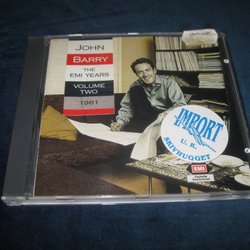 JOHN
BARRY
THE
EMI YEARS
VOLUME
TWO
1961
IMPORT
U. K.
SKIVHUGGET
EMI